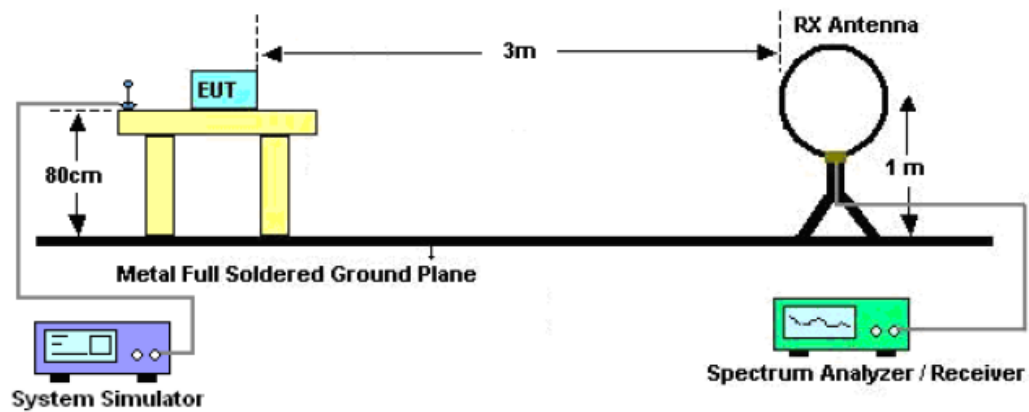 RX Antenna
3m
EUT
80cm
1 m
Metal Full Soldered Ground Plane
System Simulator
Spectrum Analyzer / Receiver